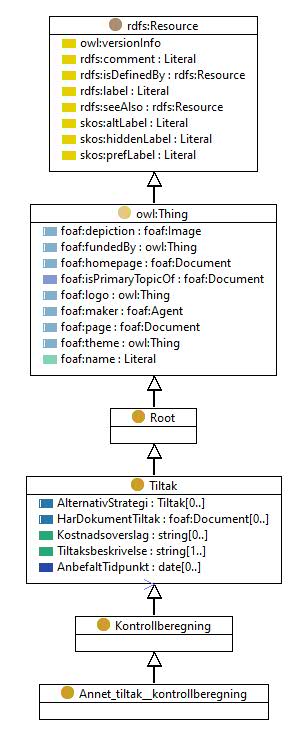 rdfs:Resource
owl:versionInfo
rdfs:comment : Literal
rdfs:isDefinedBy : rdfs:Resource
rdfs:label : Literal
rdfs:seeAlso : rdfs:Resource
skos:altLabel : Literal
skos:hiddenLabel : Literal
skos:prefLabel : Literal
owl:Thing
foaf:depiction : foaf:Image
foaf:fundedBy : owl:Thing
foaf:homepage : foaf:Document
foaf:isPrimaryTopicOf : foaf:Document
foaf:logo : owl:Thing
foaf:maker : foaf:Agent
foaf:page : foaf:Document
foaf:theme : owl:Thing
foaf:name : Literal
Root
Tiltak
AlternativStrategi : Tiltak[0..]
HarDokumentTiltak : foaf:Document[0..]
Kostnadsoverslag : string[0..]
Tiltaksbeskrivelse : string[1..]
AnbefaltTidpunkt : date[0..]
Kontrollberegning
Annet_tiltak__kontrollberegning